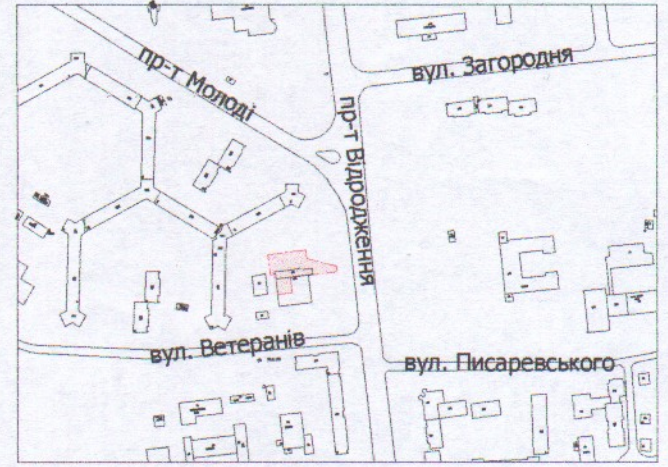 пр-т Молоді
вул. Загородня
пр-т Відродження
вул. Ветеранів
вул. Писаревського